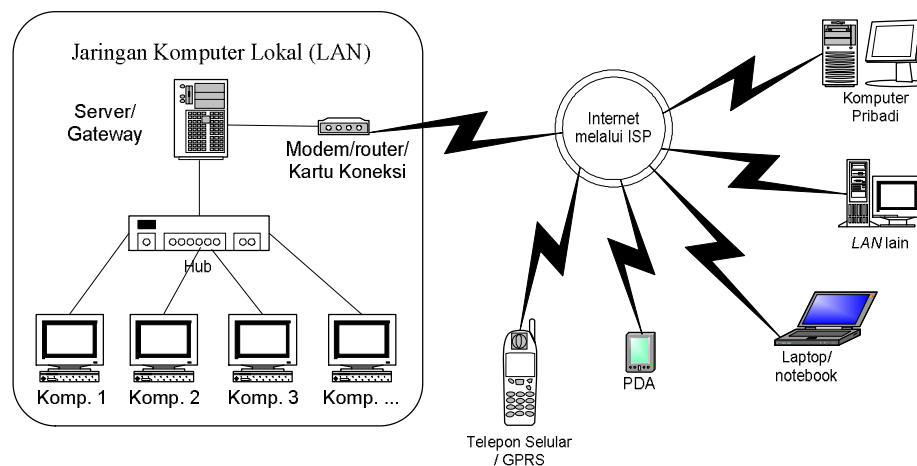 Jaringan Komputer Lokal (LAN)
Server/
Gateway
Modem/router/
Kartu Koneksi
Hub
Komp. 1
Komp. 2
Komp. 3
Komp. ...
Internet
melalui ISP
Komputer
Pribadi
LAN lain
Laptop/
notebook
PDA
Telepon Selular
/ GPRS